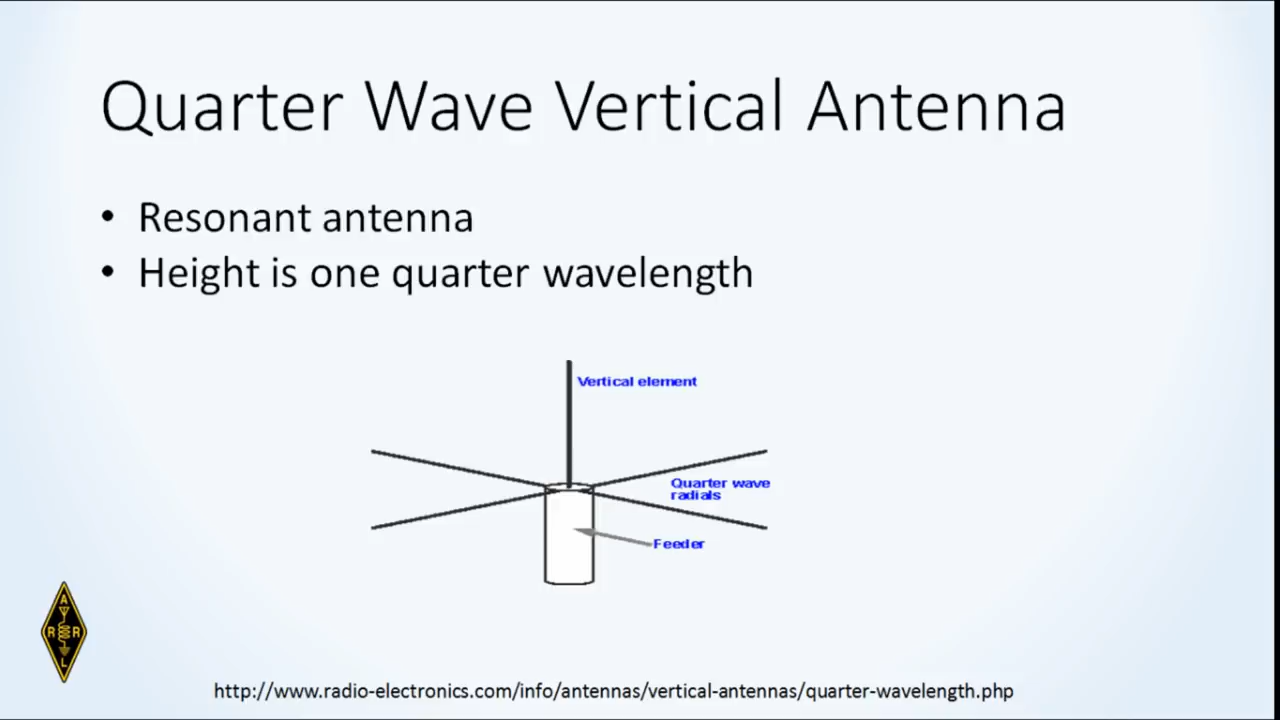 Quarter Wave Vertical Antenna
• Resonant antenna
• Height is one quarter wavelength
Vertical element
Quarter wave
radials
Feeder
A
R R
L
http://www.radio-electronics.com/info/antennas/vertical-antennas/quarter-wavelength.php